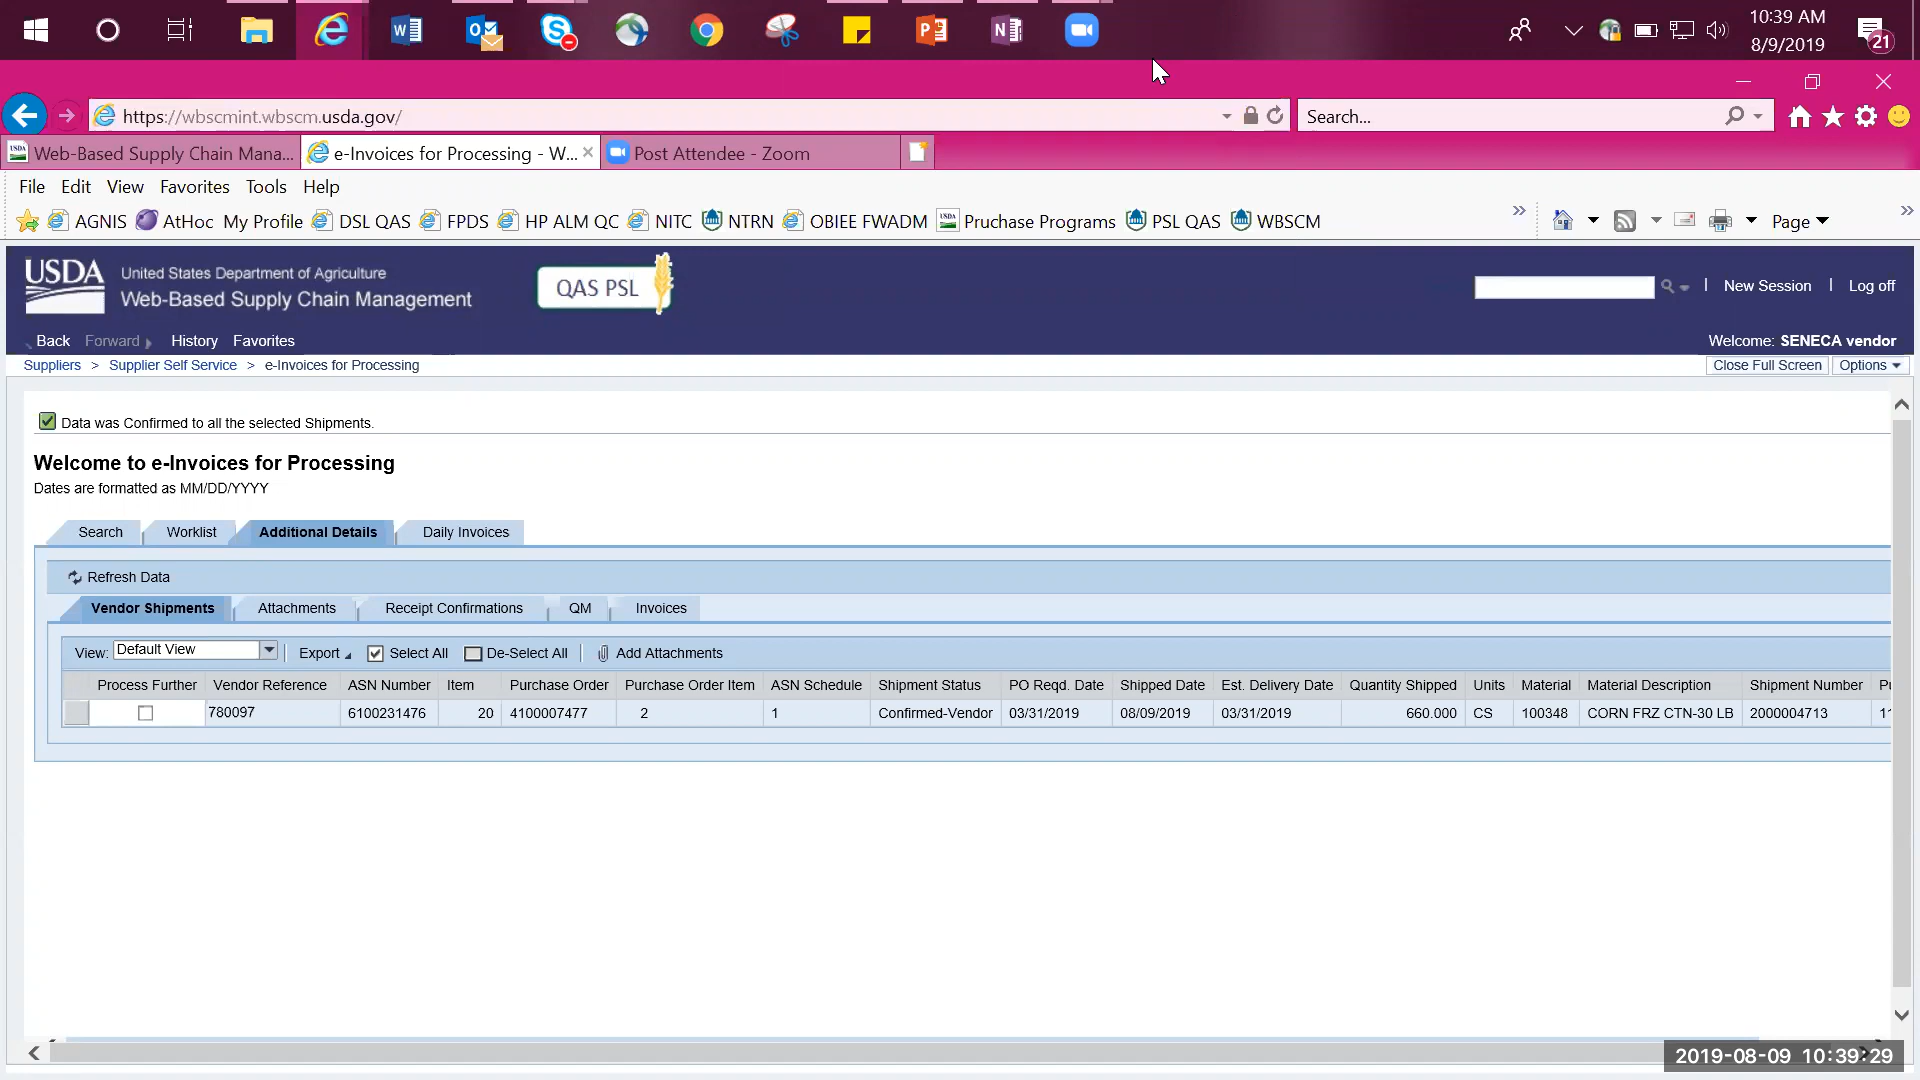 10:39 AM
8/9/2019
21
https://wbscmint.wbscm.usda.gov/
Search...
Web-Based Supply Chain Mana...
e-Invoices for Processing - W...
Post Attendee - Zoom
File Edit View Favorites Tools Help
AGNIS AtHoc My Profile DSL QAS FPDS HP ALM QC NITC NTRN OBIEE FWADM Pruchase Programs PSL QAS WBSCM Page
USDA United States Department of Agriculture
Web-Based Supply Chain Management
QAS PSL
New Session Log off
Back Forward History Favorites
Welcome: SENECA vendor
Suppliers > Supplier Self Service > e-Invoices for Processing
Close Full Screen Options
Data was Confirmed to all the selected Shipments.
Welcome to e-Invoices for Processing
Dates are formatted as MM/DD/YYYY
Search Worklist Additional Details Daily Invoices
Refresh Data
Vendor Shipments Attachments Receipt Confirmations QM Invoices
View: Default View Export Select All De-Select All Add Attachments
Process Further Vendor Reference ASN Number Item Purchase Order Purchase Order Item ASN Schedule Shipment Status PO Reqd. Date Shipped Date Est. Delivery Date Quantity Shipped Units Material Material Description Shipment Number
780097 6100231476 20 4100007477 2 1 Confirmed-Vendor 03/31/2019 08/09/2019 03/31/2019 660.000 CS 100348 CORN FRZ CTN-30 LB 2000004713
2019-08-09 10:39:29